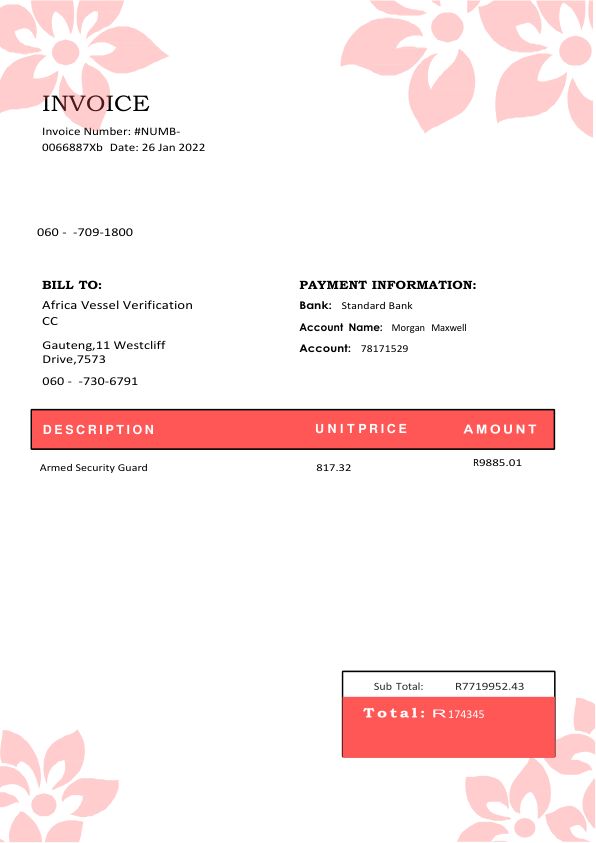 INVOICE
Invoice Number: #NUMB-
0066887Xb Date: 26 Jan 2022
060 - -709-1800
BILL TO:
Africa Vessel Verification
CC
Gauteng,11 Westcliff
Drive,7573
060 - -730-6791
PAYMENT INFORMATION:
Bank: Standard Bank
Account Name: Morgan Maxwell
Account: 78171529
DESCRIPTION UNITPRICE AMOUNT
Armed Security Guard 817.32 R9885.01
Sub Total: R7719952.43
Total: R174345